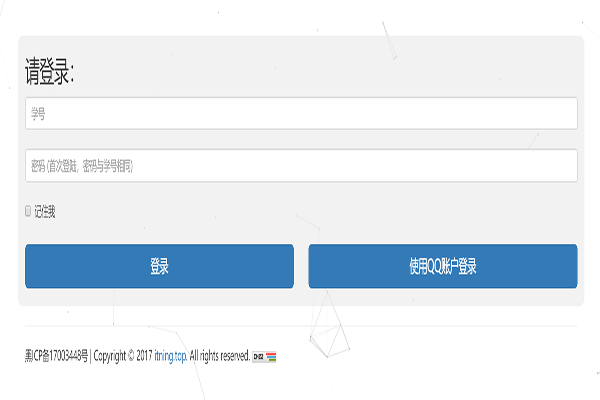 请登录：
学号
密码 (首次登陆，密码与学号相同)
记住我
登录
使用QQ账户登录
黑ICP备17003448号 | Copyright © 2017 itning.top. All rights reserved.